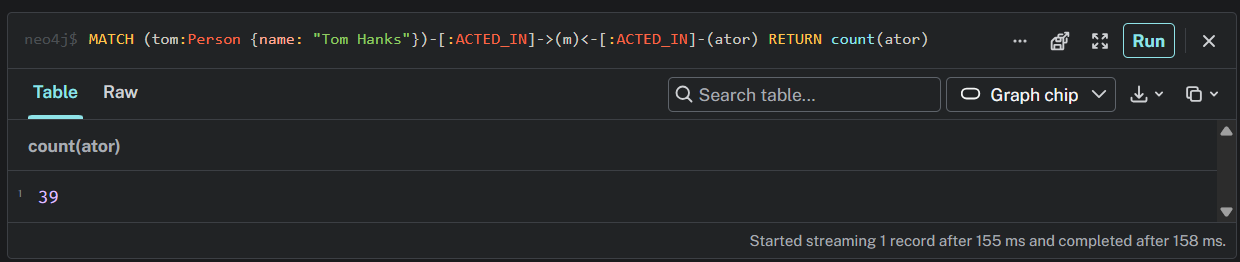 neo4j$ MATCH (tom:Person {name: "Tom Hanks"})-[:ACTED_IN]->(m)<-[:ACTED_IN]-(ator) RETURN count(ator)
Run
Table Raw
Search table...
Graph chip
count(ator)
1 39
Started streaming 1 record after 155 ms and completed after 158 ms.